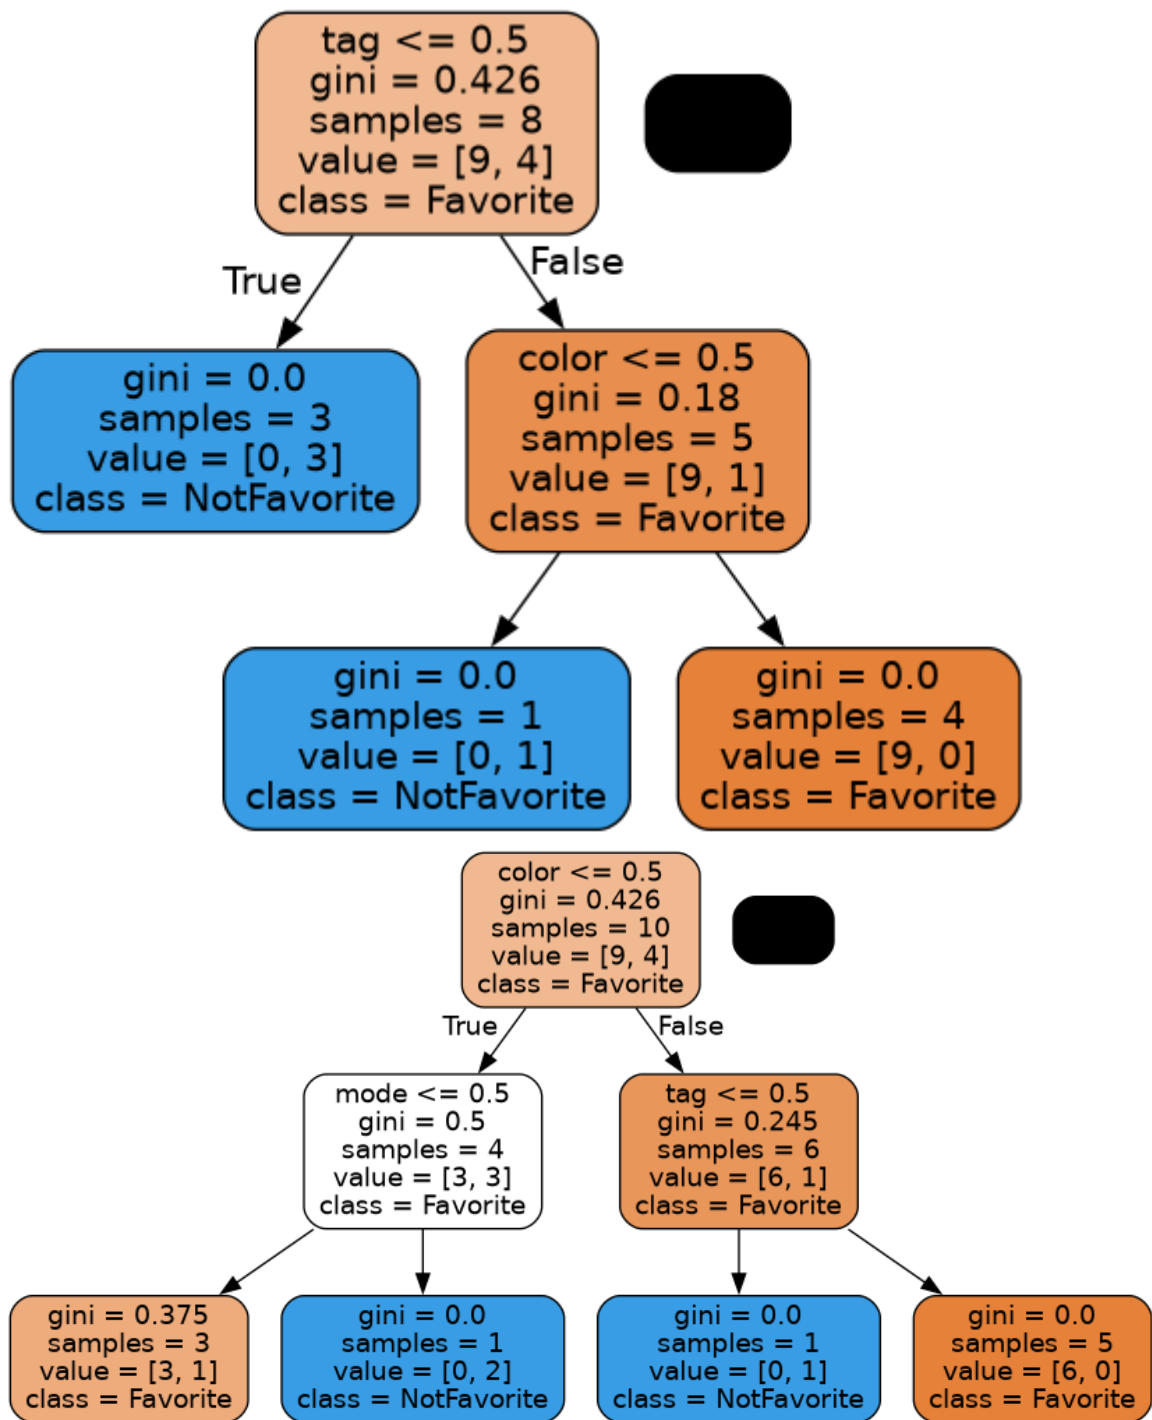 tag <= 0.5
gini = 0.426
samples = 8
value = [9, 4]
class = Favorite
True
False
gini = 0.0
samples = 3
value = [0, 3]
class = NotFavorite
color <= 0.5
gini = 0.18
samples = 5
value = [9, 1]
class = Favorite
gini = 0.0
samples = 1
value = [0, 1]
class = NotFavorite
gini = 0.0
samples = 4
value = [9, 0]
class = Favorite
color <= 0.5
gini = 0.426
samples = 10
value = [9, 4]
class = Favorite
True
False
mode <= 0.5
gini = 0.5
samples = 4
value = [3, 3]
class = Favorite
tag <= 0.5
gini = 0.245
samples = 6
value = [6, 1]
class = Favorite
gini = 0.375
samples = 3
value = [3, 1]
class = Favorite
gini = 0.0
samples = 1
value = [0, 2]
class = NotFavorite
gini = 0.0
samples = 1
value = [0, 1]
class = NotFavorite
gini = 0.0
samples = 5
value = [6, 0]
class = Favorite